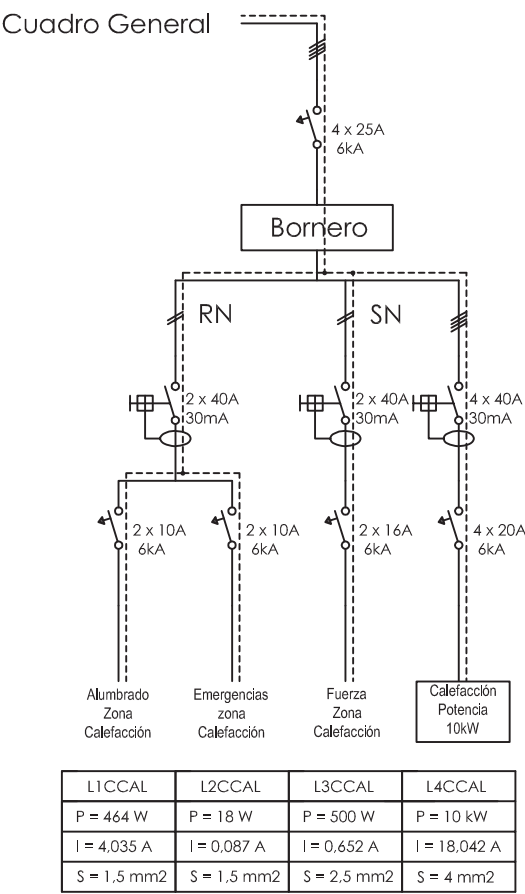 Cuadro General
4 x 25A
6kA
Bornero
RN
SN
2 x 40A
30mA
2 x 40A
30mA
4 x 40A
30mA
2 x 10A
6kA
2 x 10A
6kA
2 x 16A
6kA
4 x 20A
6kA
Alumbrado
Zona
Calefacción
Emergencias
zona
Calefacción
Fuerza
Zona
Calefacción
Calefacción
Potencia
10kW
L1CCAL L2CCAL L3CCAL L4CCAL
P = 464 W P = 18 W P = 500 W P = 10 kW
I = 4,035 A I = 0,087 A I = 0,652 A I = 18,042 A
S = 1,5 mm2 S = 1,5 mm2 S = 2,5 mm2 S = 4 mm2